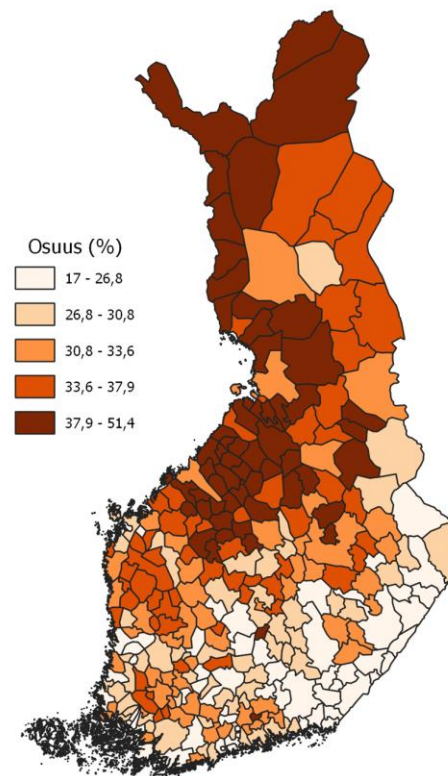 Osuus (%)
17 - 26,8
26,8 - 30,8
30,8 - 33,6
33,6 - 37,9
37,9 - 51,4